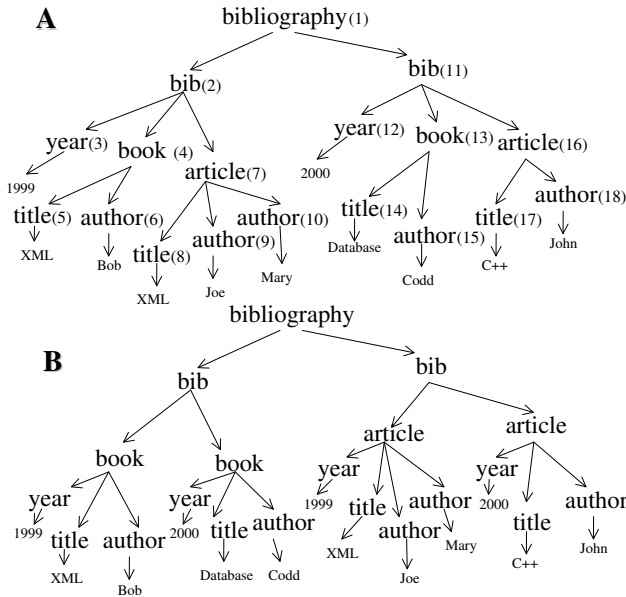 A
bibliography(1)
bib(2) bib(11)
year(3) book (4) article(7) year(12) book(13) article(16)
1999 2000
title(5) author(6) title(8) author(9) author(10) title(14) author(15) title(17) author(18)
XML Bob XML Joe Mary Database Codd C++ John
B
bibliography
bib bib
book book article article
year year year year
1999 2000 1999 2000
title author title author title author author title author
XML Bob Database Codd XML Joe Mary C++ John